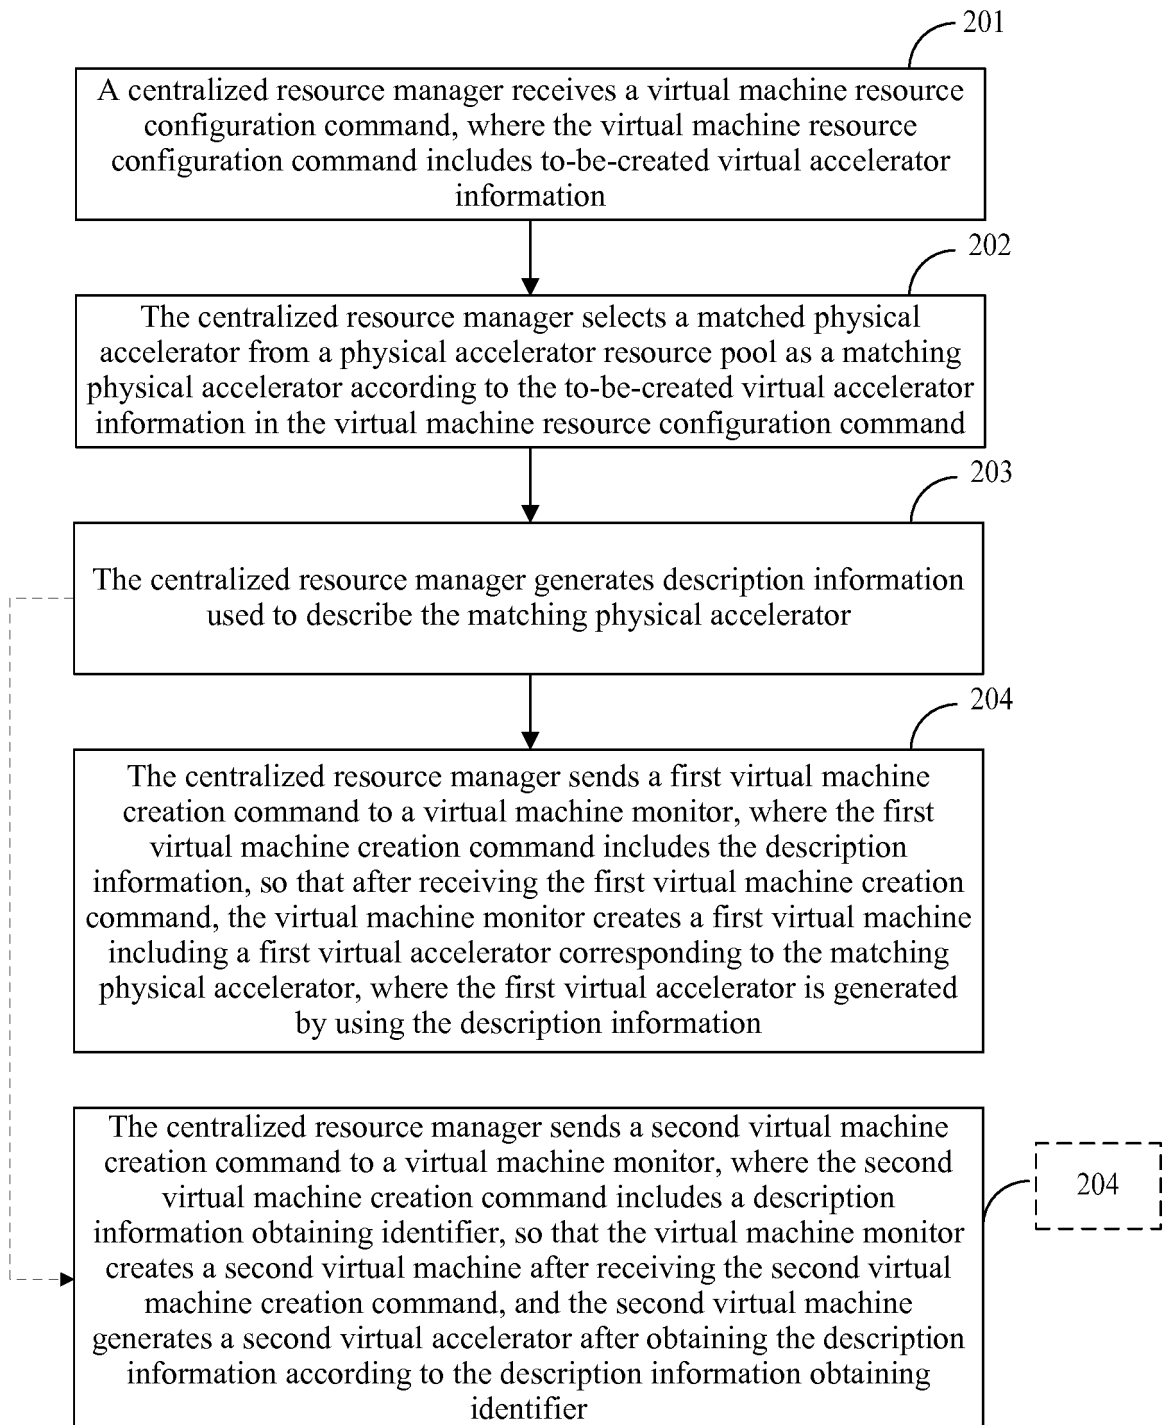 201
A centralized resource manager receives a virtual machine resource
configuration command, where the virtual machine resource
configuration command includes to-be-created virtual accelerator
information
202
The centralized resource manager selects a matched physical
accelerator from a physical accelerator resource pool as a matching
physical accelerator according to the to-be-created virtual accelerator
information in the virtual machine resource configuration command
203
The centralized resource manager generates description information
used to describe the matching physical accelerator
204
The centralized resource manager sends a first virtual machine
creation command to a virtual machine monitor, where the first
virtual machine creation command includes the description
information, so that after receiving the first virtual machine creation
command, the virtual machine monitor creates a first virtual machine
including a first virtual accelerator corresponding to the matching
physical accelerator, where the first virtual accelerator is generated
by using the description information
The centralized resource manager sends a second virtual machine
creation command to a virtual machine monitor, where the second
virtual machine creation command includes a description
information obtaining identifier, so that the virtual machine monitor
creates a second virtual machine after receiving the second virtual
machine creation command, and the second virtual machine
generates a second virtual accelerator after obtaining the description
information according to the description information obtaining
identifier
204